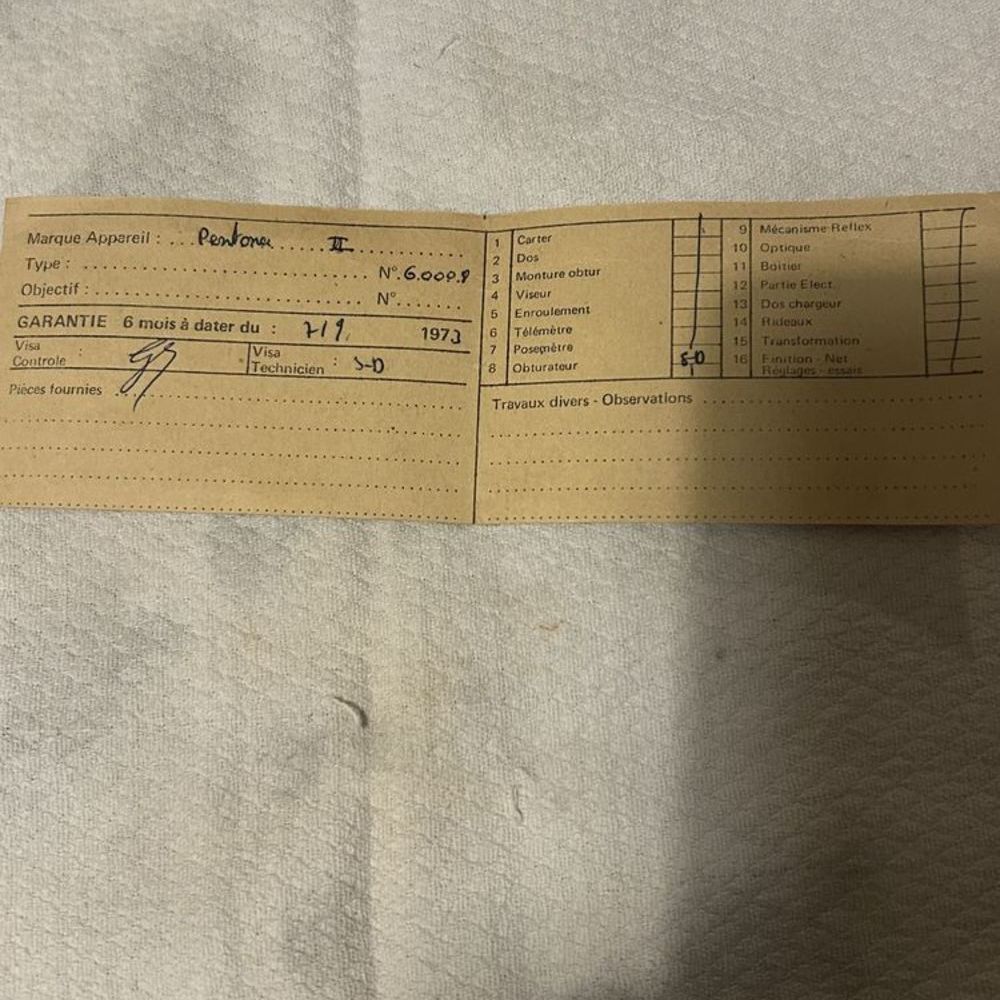 Marque Appareil : ... Pentona ..... II
Type : N°. 6.009.8
Objectif : N°
GARANTIE 6 mois à dater du : 7/9 1973
Visa Controle :
Visa Technicien : S-D
Pièces fournies
1 Carter
2 Dos
3 Monture obtur
4 Viseur
5 Enroulement
6 Télémètre
7 Posemètre
8 Obturateur S-D
9 Mécanisme Reflex
10 Optique
11 Boitier
12 Partie Elect.
13 Dos chargeur
14 Rideaux
15 Transformation
16 Finition - Net
Réglages - essais
Travaux divers - Observations